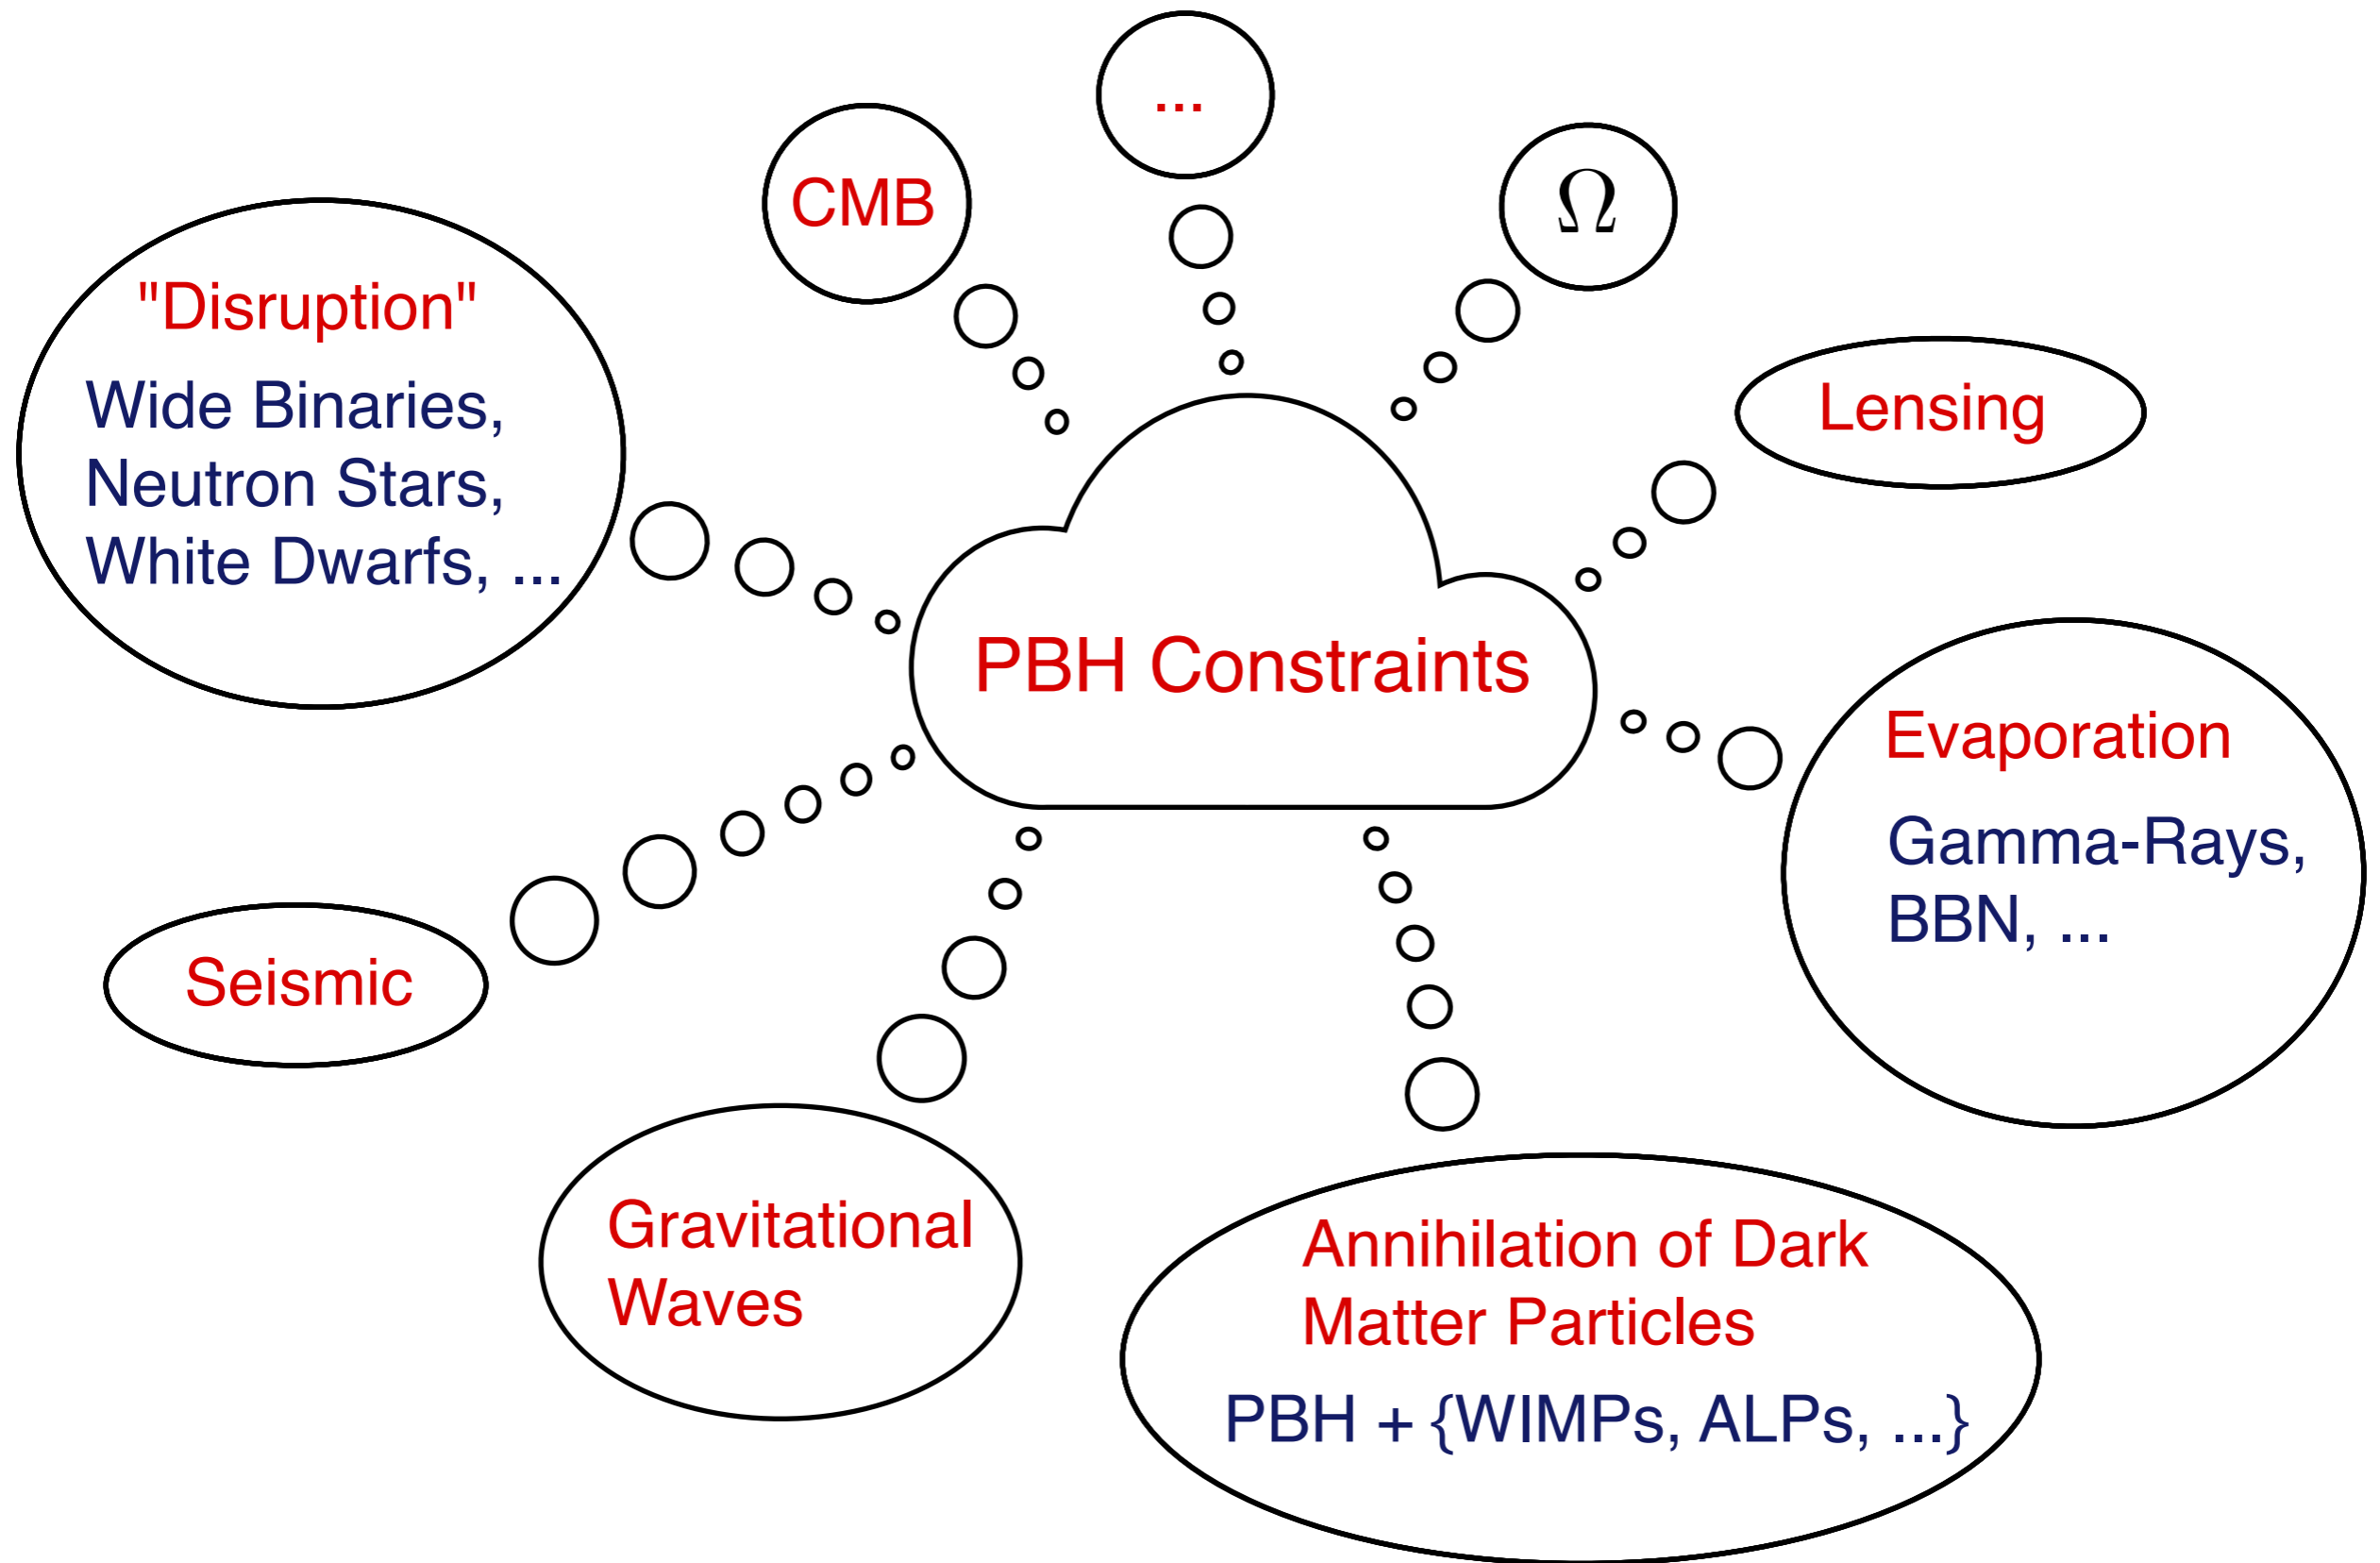 ...
CMB
Ω
"Disruption"
Wide Binaries,
Neutron Stars,
White Dwarfs, ...
Lensing
PBH Constraints
Evaporation
Gamma-Rays,
BBN, ...
Seismic
Gravitational
Waves
Annihilation of Dark
Matter Particles
PBH + {WIMPs, ALPs, ...}